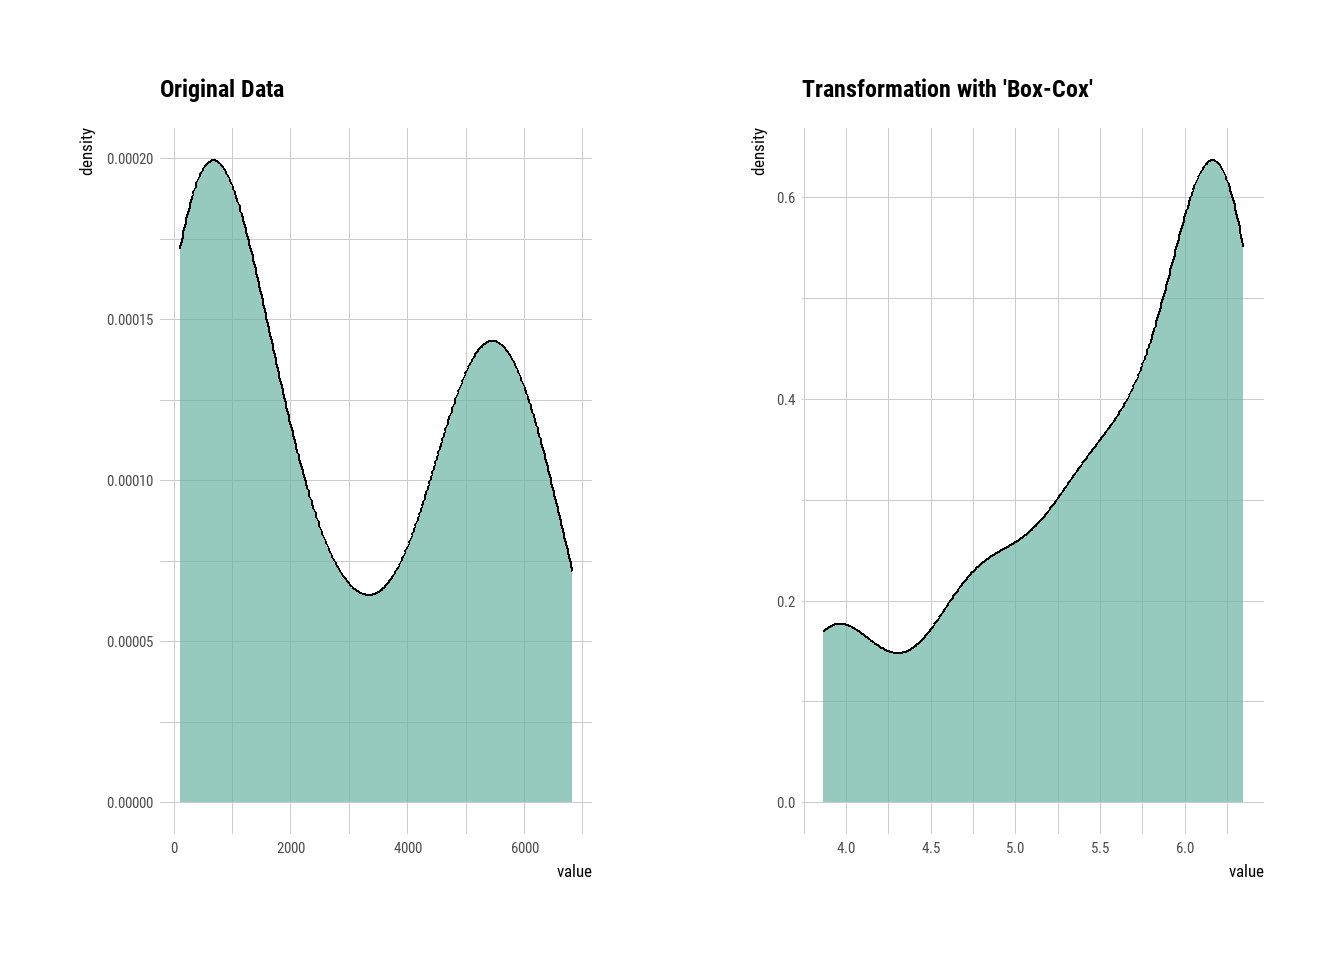 Original Data
density
0.00020
0.00015
0.00010
0.00005
0.00000
0 2000 4000 6000
value
Transformation with 'Box-Cox'
density
0.6
0.4
0.2
0.0
4.0 4.5 5.0 5.5 6.0
value